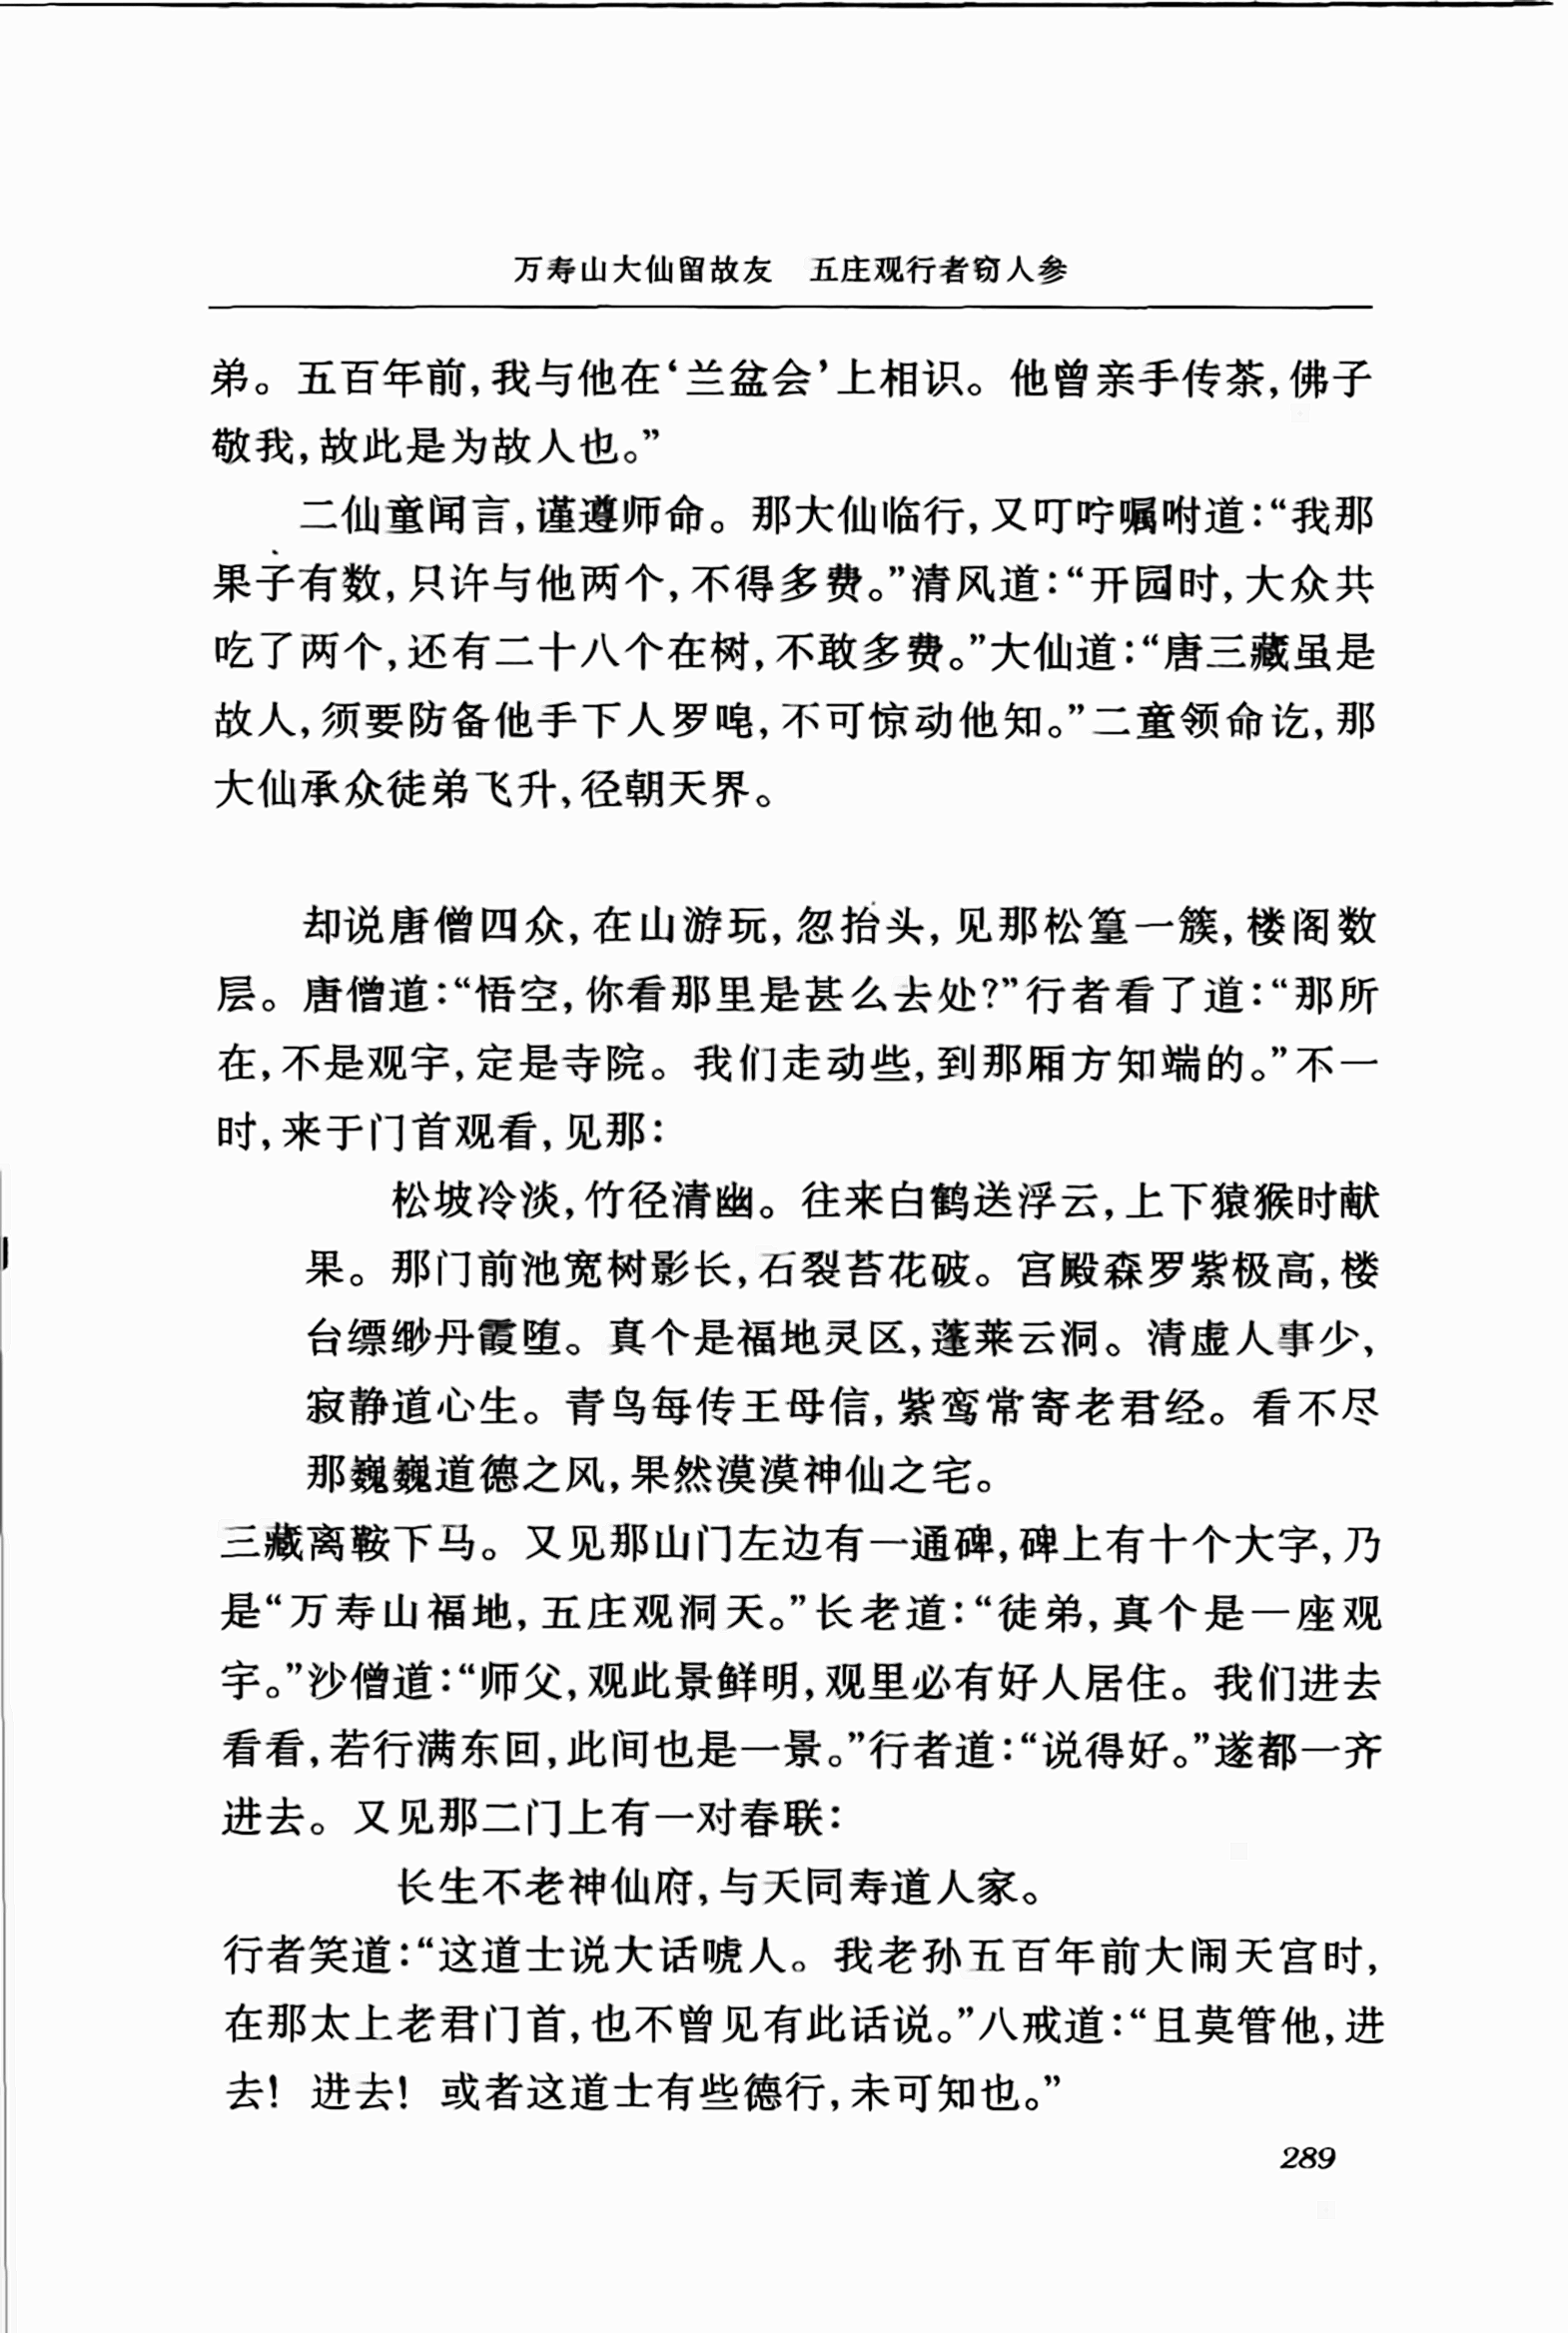 万寿山大仙留故友　五庄观行者窃人参
弟。五百年前,我与他在‘兰盆会’上相识。他曾亲手传茶,佛子
敬我,故此是为故人也。”
二仙童闻言,谨遵师命。那大仙临行,又叮咛嘱咐道:“我那
果子有数,只许与他两个,不得多费。”清风道:“开园时,大众共
吃了两个,还有二十八个在树,不敢多费。”大仙道:“唐三藏虽是
故人,须要防备他手下人罗唣,不可惊动他知。”二童领命讫,那
大仙承众徒弟飞升,径朝天界。
却说唐僧四众,在山游玩,忽抬头,见那松篁一簇,楼阁数
层。唐僧道:“悟空,你看那里是甚么去处?”行者看了道:“那所
在,不是观宇,定是寺院。我们走动些,到那厢方知端的。”不一
时,来于门首观看,见那:
松坡冷淡,竹径清幽。往来白鹤送浮云,上下猿猴时献
果。那门前池宽树影长,石裂苔花破。宫殿森罗紫极高,楼
台缥缈丹霞堕。真个是福地灵区,蓬莱云洞。清虚人事少,
寂静道心生。青鸟每传王母信,紫鸾常寄老君经。看不尽
那巍巍道德之风,果然漠漠神仙之宅。
三藏离鞍下马。又见那山门左边有一通碑,碑上有十个大字,乃
是“万寿山福地,五庄观洞天。”长老道:“徒弟,真个是一座观
宇。”沙僧道:“师父,观此景鲜明,观里必有好人居住。我们进去
看看,若行满东回,此间也是一景。”行者道:“说得好。”遂都一齐
进去。又见那二门上有一对春联:
长生不老神仙府,与天同寿道人家。
行者笑道:“这道士说大话唬人。我老孙五百年前大闹天宫时,
在那太上老君门首,也不曾见有此话说。”八戒道:“且莫管他,进
去! 进去! 或者这道士有些德行,未可知也。”
289